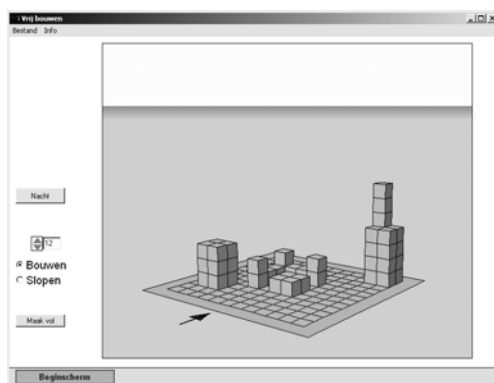 Vrij bouwen
Bestand Info
Nacht
12
Bouwen
Slopen
Maak vol
Beginscherm